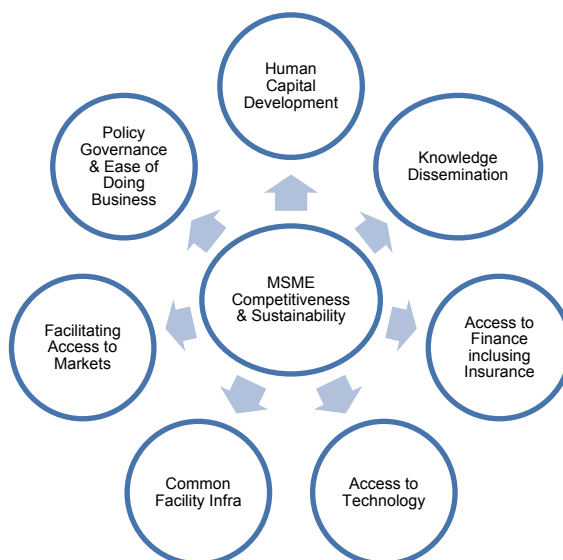 Human
Capital
Development
Policy
Governance
& Ease of
Doing
Business
Knowledge
Dissemination
MSME
Competitiveness
& Sustainability
Facilitating
Access to
Markets
Access to
Finance
inclusing
Insurance
Common
Facility Infra
Access to
Technology